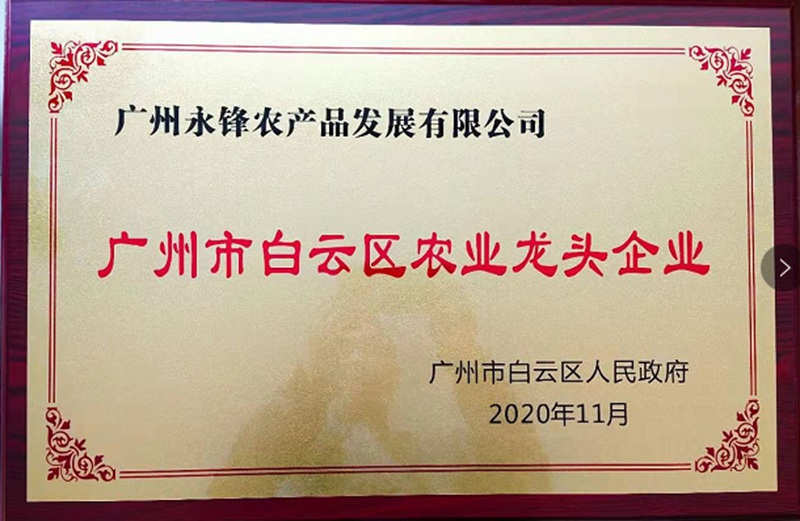 广州永锋农产品发展有限公司
广州市白云区农业龙头企业
广州市白云区人民政府
2020年11月